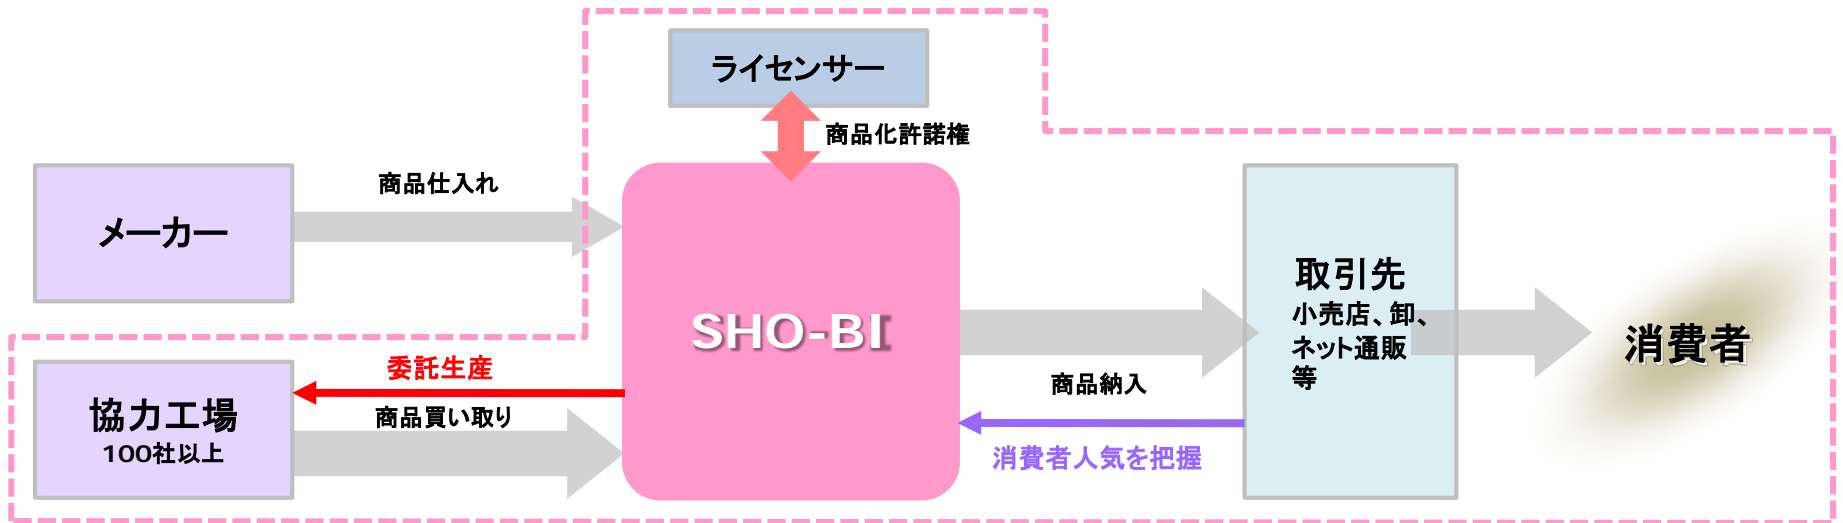 ライセンサー
商品化許諾権
メーカー
商品仕入れ
SHO-BI
取引先
小売店、卸、
ネット通販
等
消費者
委託生産
商品買い取り
協力工場
100社以上
商品納入
消費者人気を把握